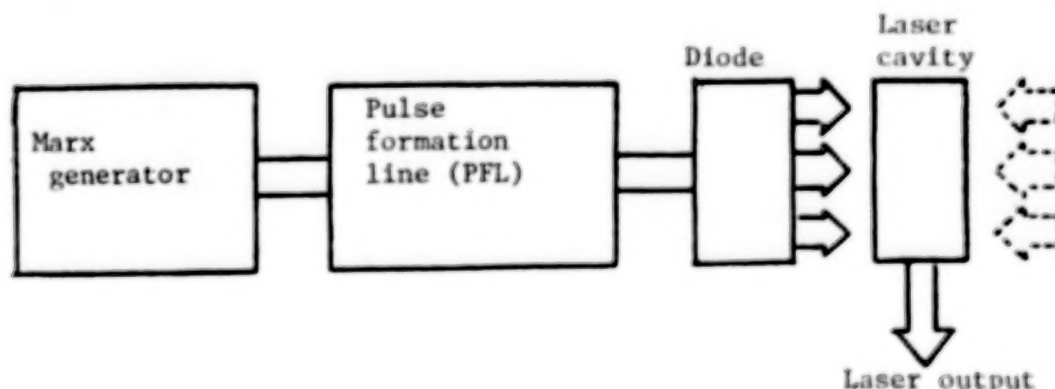 Marx
generator
Pulse
formation
line (PFL)
Diode
Laser
cavity
Laser output